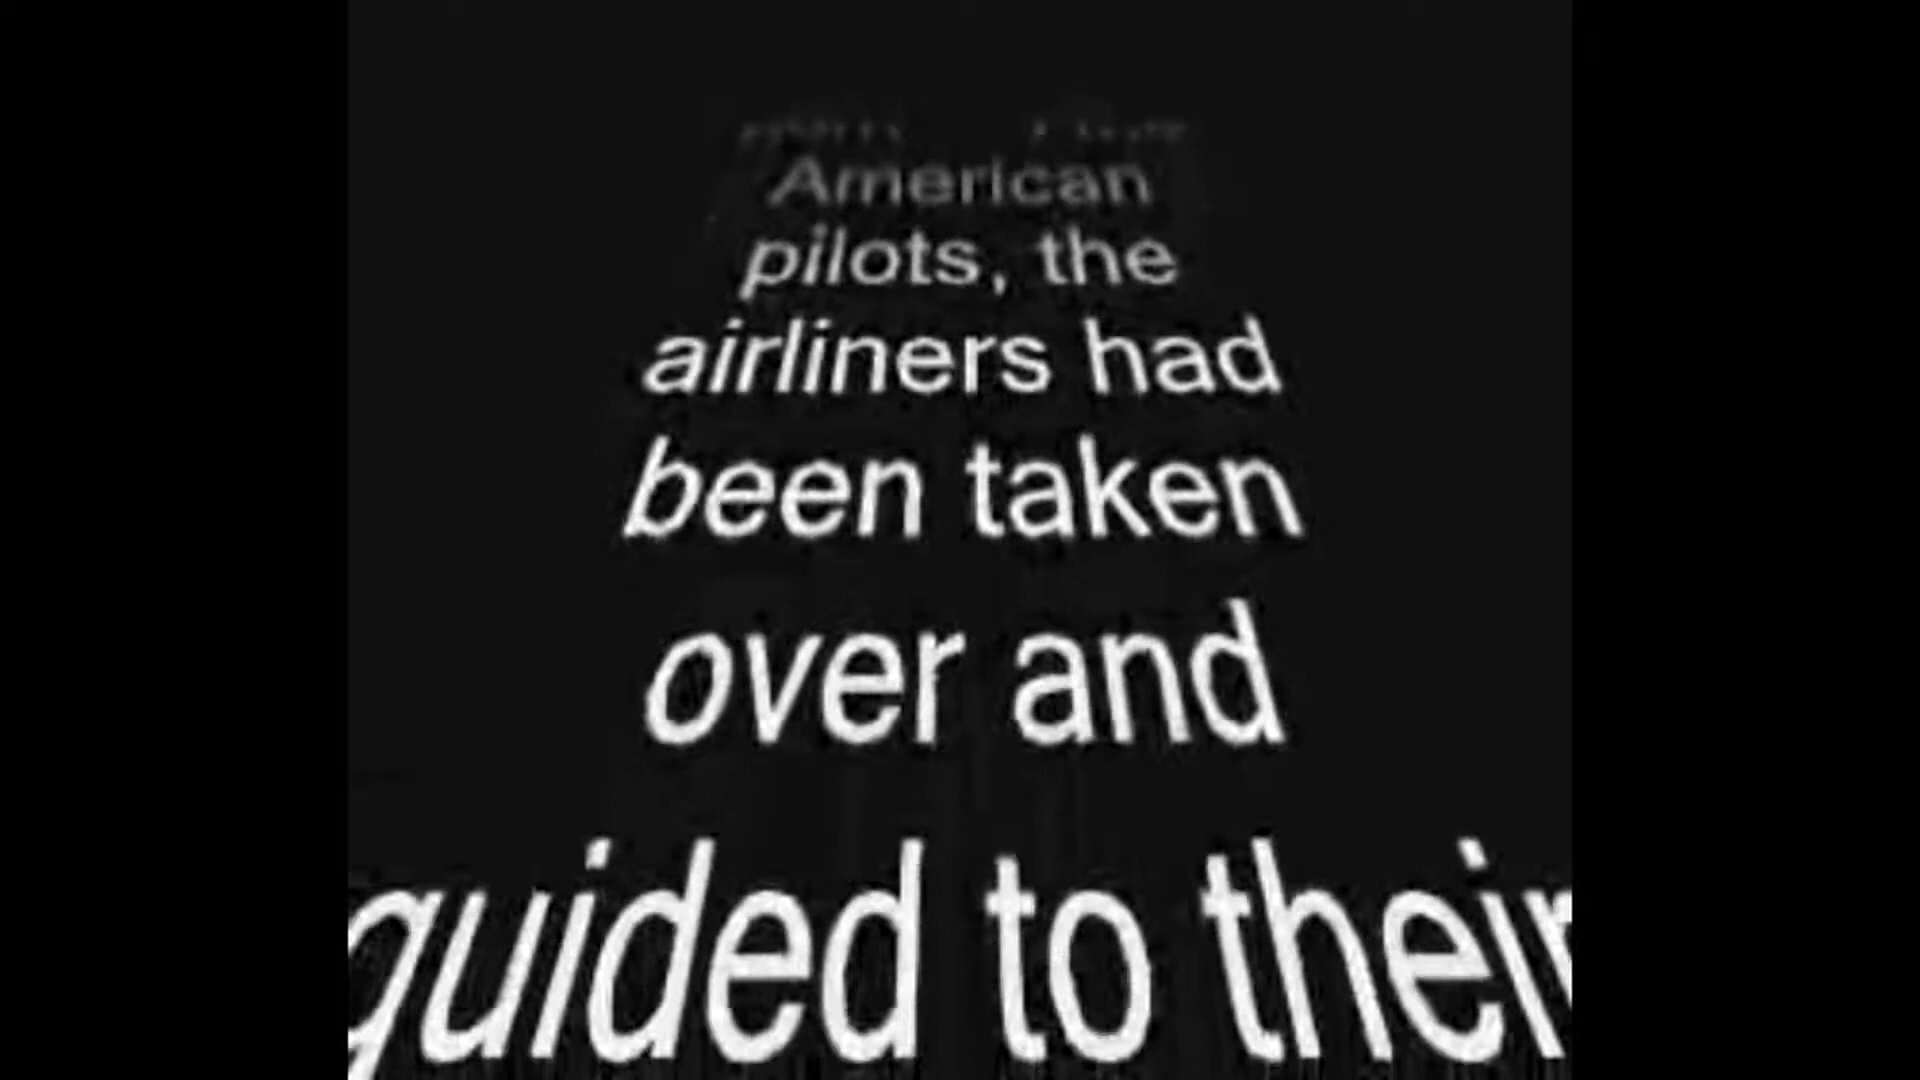 American
pilots, the
airliners had
been taken
over and
guided to their